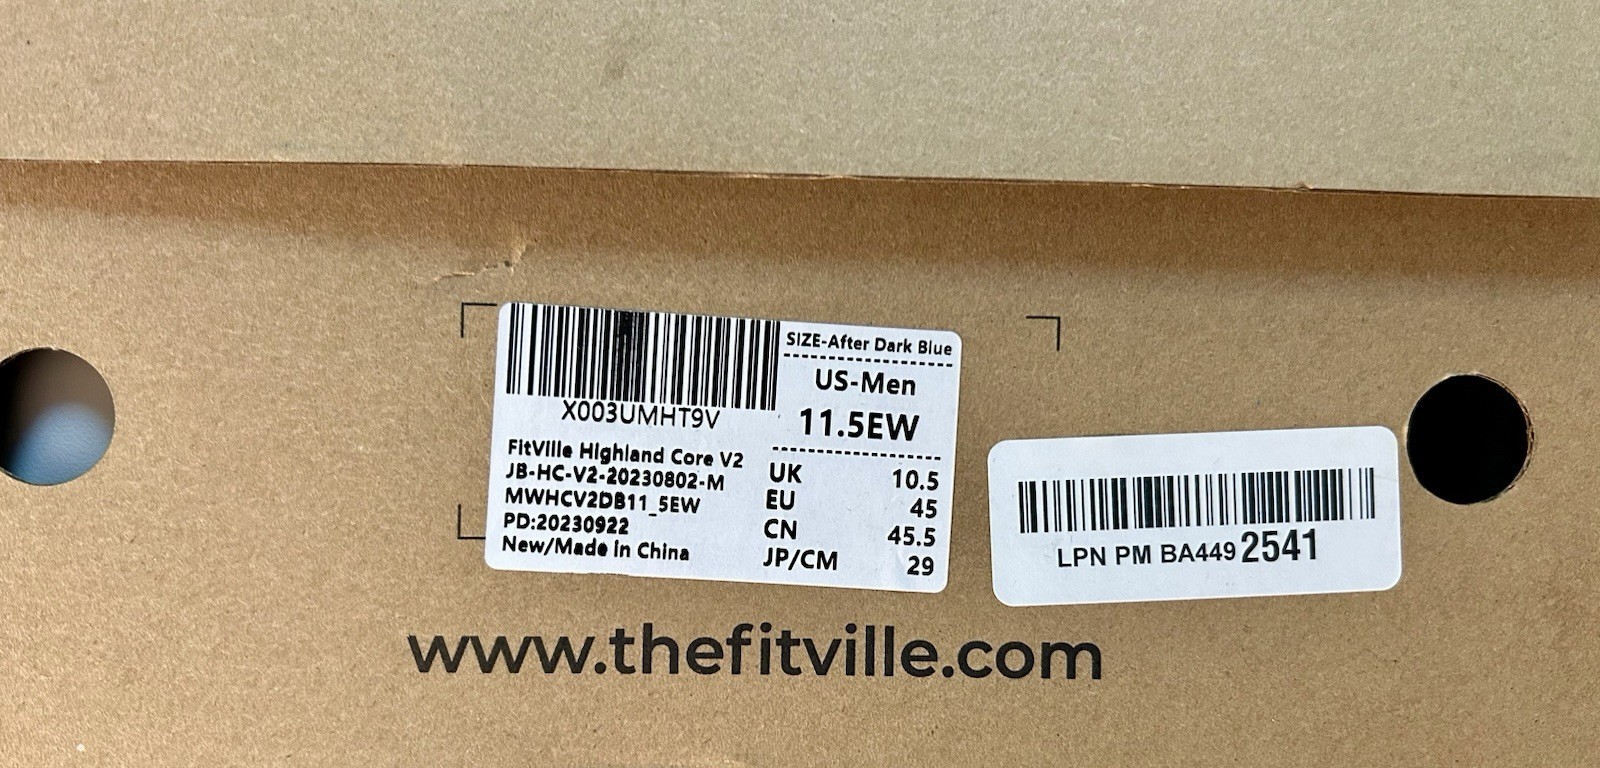 SIZE-After Dark Blue
US-Men
11.5EW
X003UMHT9V
FitVille Highland Core V2
JB-HC-V2-20230802-M
MWHCV2DB11_5EW
PD:20230922
New/Made in China
UK 10.5
EU 45
CN 45.5
JP/CM 29
LPN PM BA449 2541
www.thefitville.com